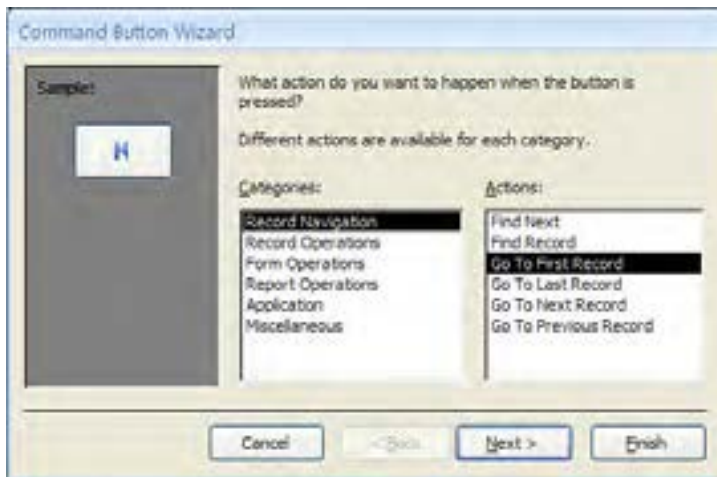 Command Button Wizard
Sample:
What action do you want to happen when the button is
pressed?
Different actions are available for each category.
Categories:
Actions:
Record Navigation
Record Operations
Form Operations
Report Operations
Application
Miscellaneous
Find Next
Find Record
Go To First Record
Go To Last Record
Go To Next Record
Go To Previous Record
Cancel
< Back
Next >
Finish